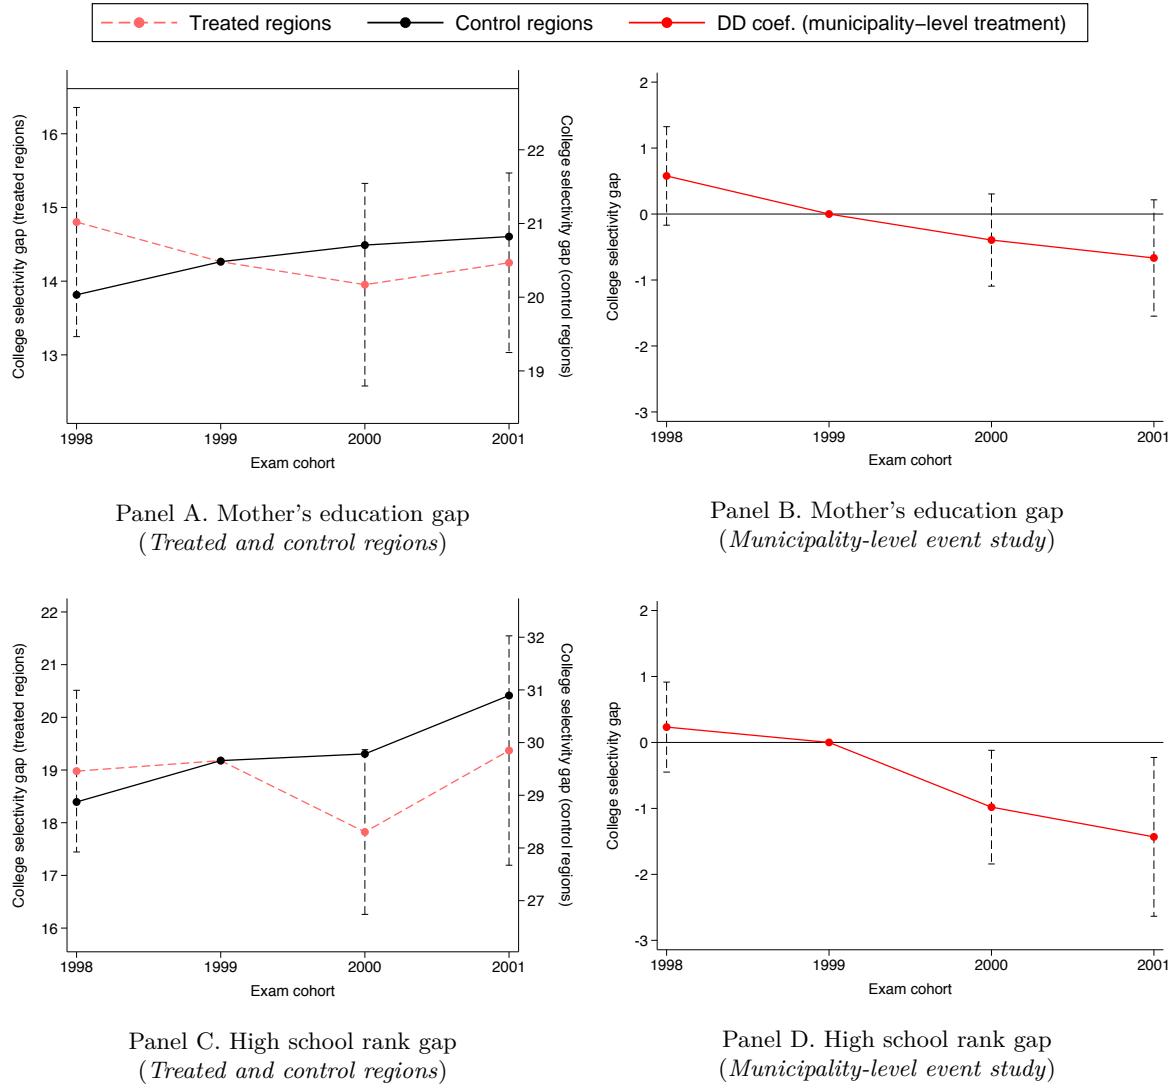 Treated regions Control regions DD coef. (municipality−level treatment)
College selectivity gap (treated regions)
16
15
14
13
22
21
20
19
College selectivity gap (control regions)
1998 1999 2000 2001
Exam cohort
Panel A. Mother's education gap
(Treated and control regions)
College selectivity gap
2
1
0
-1
-2
-3
1998 1999 2000 2001
Exam cohort
Panel B. Mother's education gap
(Municipality-level event study)
College selectivity gap (treated regions)
22
21
20
19
18
17
16
32
31
30
29
28
27
College selectivity gap (control regions)
1998 1999 2000 2001
Exam cohort
Panel C. High school rank gap
(Treated and control regions)
College selectivity gap
2
1
0
-1
-2
-3
1998 1999 2000 2001
Exam cohort
Panel D. High school rank gap
(Municipality-level event study)